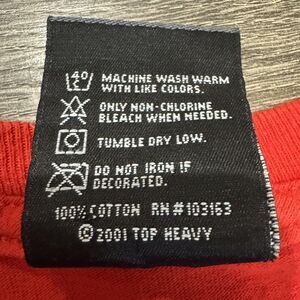 40
C
MACHINE WASH WARM
WITH LIKE COLORS.
ONLY NON-CHLORINE
BLEACH WHEN NEEDED.
TUMBLE DRY LOW.
DO NOT IRON IF
DECORATED.
100% COTTON RN#103163
©2001 TOP HEAVY